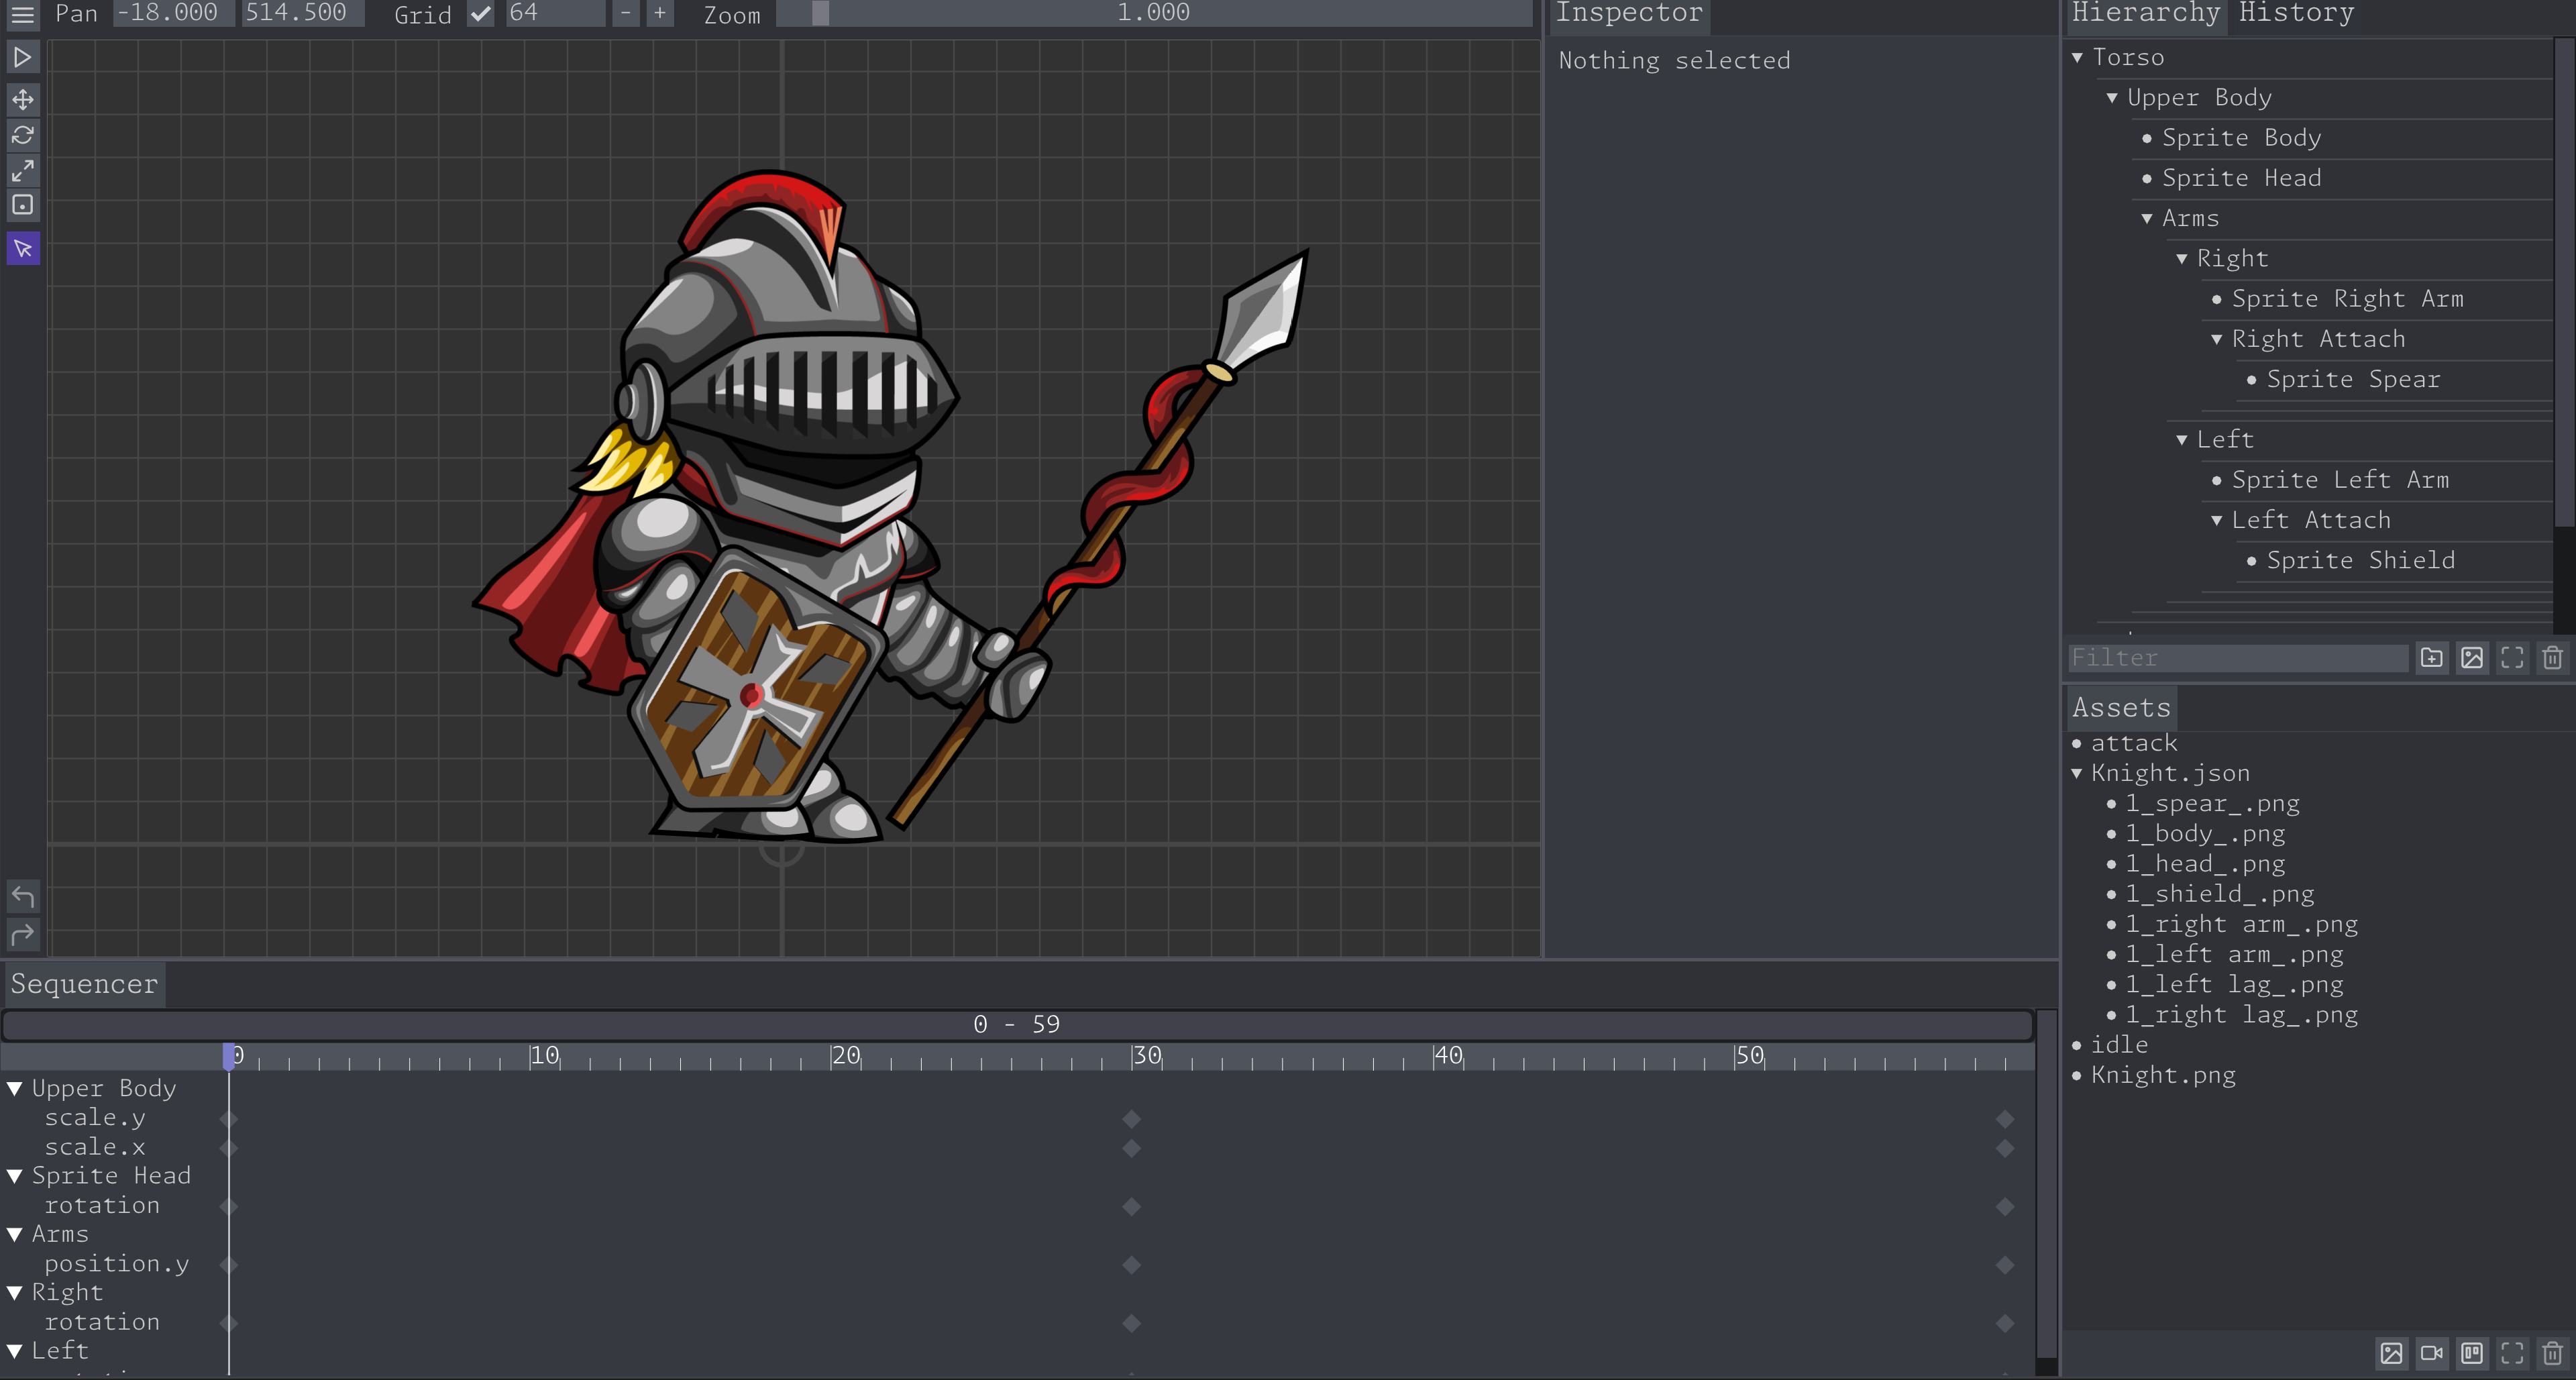 Pan -18.000 514.500 Grid 64 - + Zoom 1.000
Inspector
Nothing selected
Hierarchy History
Torso
Upper Body
Sprite Body
Sprite Head
Arms
Right
Sprite Right Arm
Right Attach
Sprite Spear
Left
Sprite Left Arm
Left Attach
Sprite Shield
Filter
Assets
attack
Knight.json
1_spear_.png
1_body_.png
1_head_.png
1_shield_.png
1_right arm_.png
1_left arm_.png
1_left lag_.png
1_right lag_.png
idle
Knight.png
Sequencer
0 - 59
0 10 20 30 40 50
Upper Body
scale.y
scale.x
Sprite Head
rotation
Arms
position.y
Right
rotation
Left